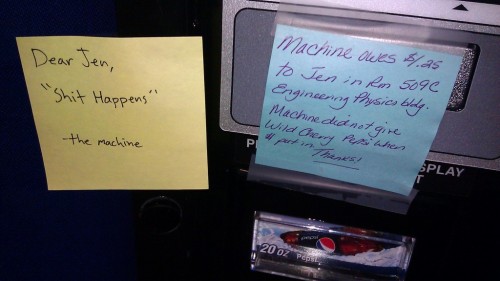 Dear Jen,
"Shit Happens"
-the machine
Machine owes $1.25
to Jen in Rm 509C
Engineering Physics bldg.
Machine did not give
Wild Cherry Pepsi when
$ put in.
Thanks!
SPLAY
20 OZ Pepsi